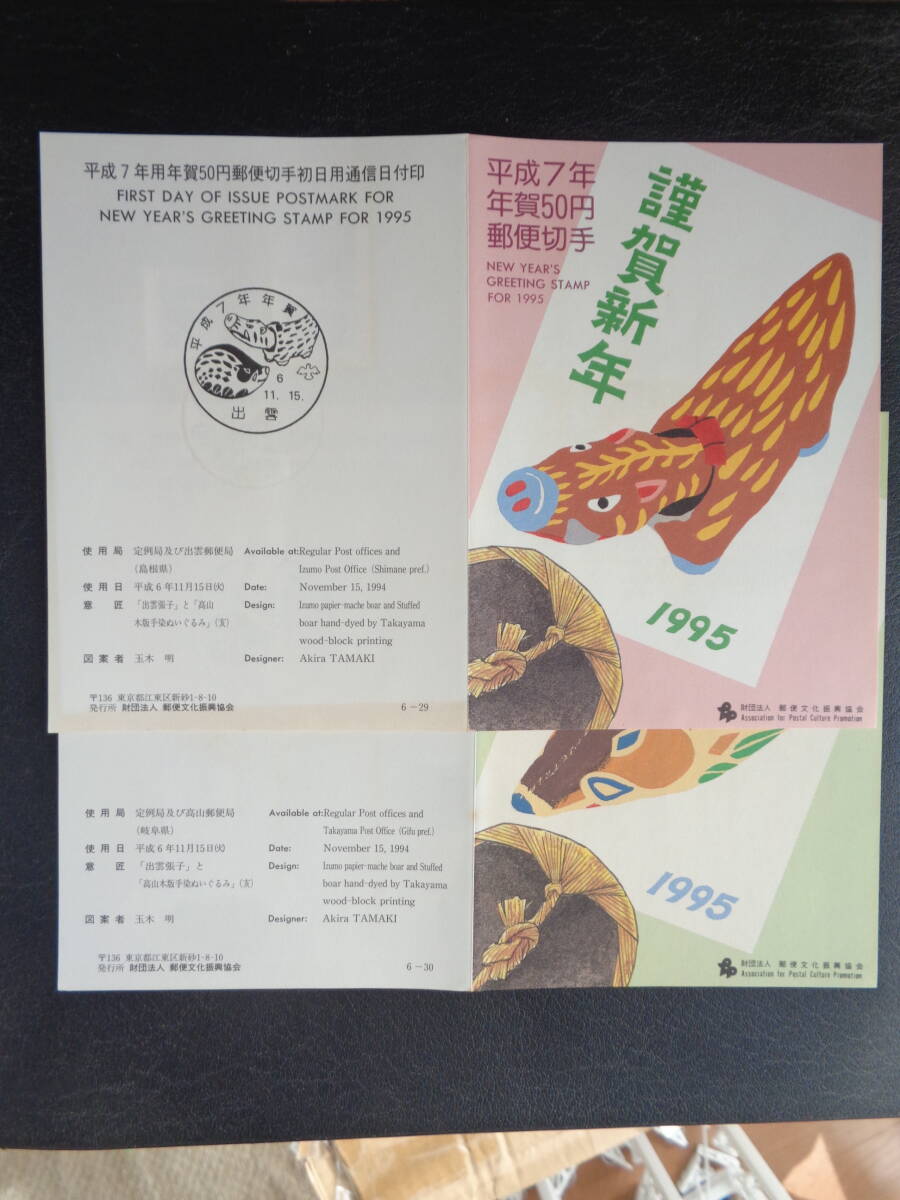 平成7年用年賀50円郵便切手初日用通信日付印
FIRST DAY OF ISSUE POSTMARK FOR
NEW YEAR'S GREETING STAMP FOR 1995
平成7年年賀
6
11. 15.
出雲
使用局 定例局及び出雲郵便局 Available at:Regular Post offices and
(島根県) Izumo Post Office (Shimane pref.)
使用日 平成6年11月15日(火) Date: November 15, 1994
意匠 「出雲張子」と「高山 Design: Izumo papier-mache boar and Stuffed
木版手染ぬいぐるみ」(亥) boar hand-dyed by Takayama
wood-block printing
図案者 玉木 明 Designer: Akira TAMAKI
〒136 東京都江東区新砂1-8-10
発行所 財団法人 郵便文化振興協会 6-29
平成7年
年賀50円
郵便切手
NEW YEAR'S
GREETING STAMP
FOR 1995
謹賀新年
1995
財団法人 郵便文化振興協会
Association for Postal Culture Promotion
使用局 定例局及び高山郵便局 Available at:Regular Post offices and
(岐阜県) Takayama Post Office (Gifu pref.)
使用日 平成6年11月15日(火) Date: November 15, 1994
意匠 「出雲張子」と Design: Izumo papier-mache boar and Stuffed
「高山木版手染ぬいぐるみ」(亥) boar hand-dyed by Takayama
wood-block printing
図案者 玉木 明 Designer: Akira TAMAKI
〒136 東京都江東区新砂1-8-10
発行所 財団法人 郵便文化振興協会 6-30
1995
財団法人 郵便文化振興協会
Association for Postal Culture Promotion